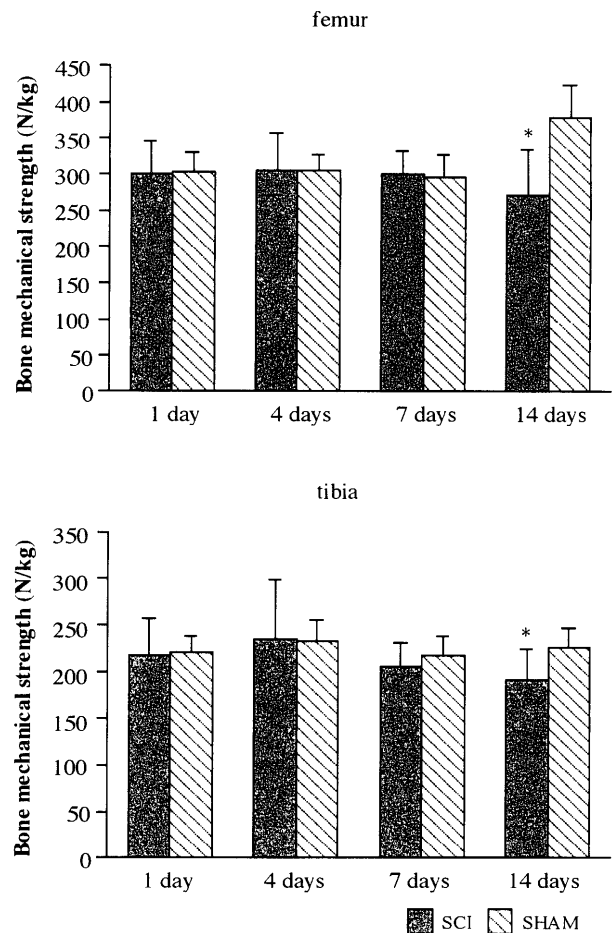 femur
Bone mechanical strength (N/kg)
450
400
350
300
250
200
150
100
50
0
*
1 day 4 days 7 days 14 days
tibia
Bone mechanical strength (N/kg)
350
300
250
200
150
100
50
0
*
1 day 4 days 7 days 14 days
SCI SHAM